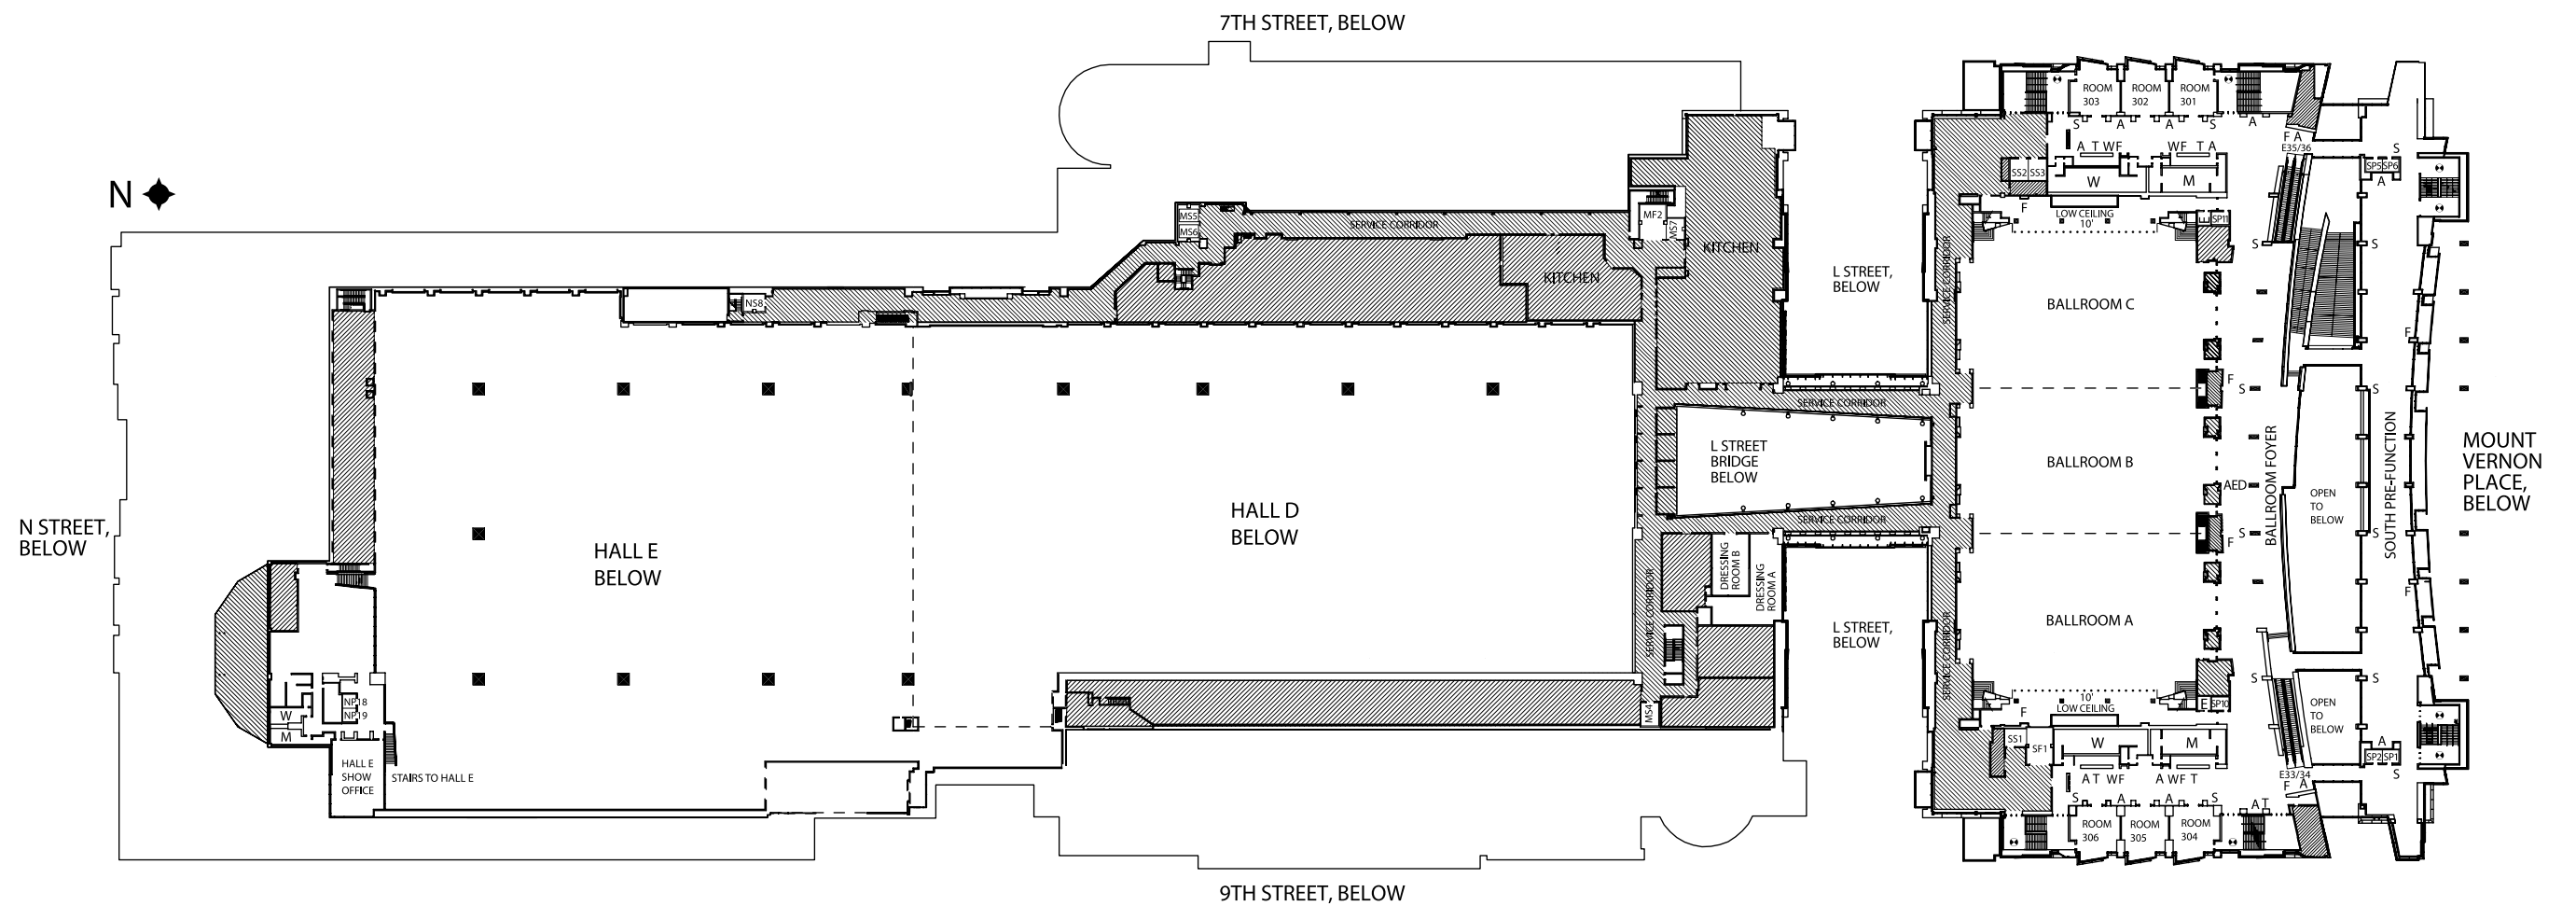 7TH STREET, BELOW
N
N STREET,
BELOW
HALL E
BELOW
HALL D
BELOW
NS8
MS5
MS6
SERVICE CORRIDOR
MF2
MS7
KITCHEN
KITCHEN
L STREET,
BELOW
SERVICE CORRIDOR
L STREET
BRIDGE
BELOW
SERVICE CORRIDOR
DRESSING
ROOM B
DRESSING
ROOM A
SERVICE CORRIDOR
MS4
L STREET,
BELOW
W
M
NP18
NP19
HALL E
SHOW
OFFICE
STAIRS TO HALL E
9TH STREET, BELOW
ROOM
303
ROOM
302
ROOM
301
S A A S A
A T WF WF T A
F A
E35/36
S
SP5 SP6
A
SS2 SS3
W M
F
LOW CEILING
10'
E SP11
SERVICE CORRIDOR
BALLROOM C
S S
F
F
S S
BALLROOM B
AED
BALLROOM FOYER
OPEN
TO
BELOW
SOUTH PRE-FUNCTION
MOUNT
VERNON
PLACE,
BELOW
S S
F
F
BALLROOM A
SERVICE CORRIDOR
S S
10'
LOW CEILING
F
E SP10
OPEN
TO
BELOW
SS1
SF1
W M
A
SP2 SP1
S
A T WF A WF T
E33/34
F A
S A A S A T
ROOM
306
ROOM
305
ROOM
304